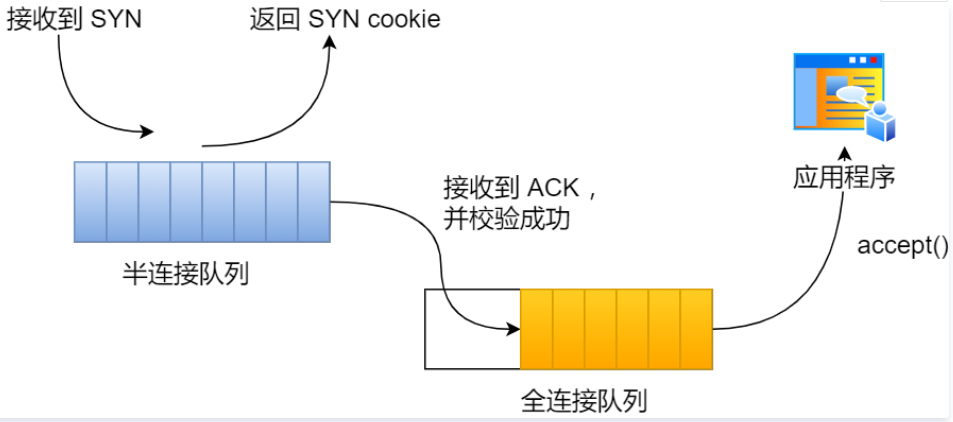 接收到 SYN
返回 SYN cookie
应用程序
接收到 ACK，
并校验成功
accept()
半连接队列
全连接队列